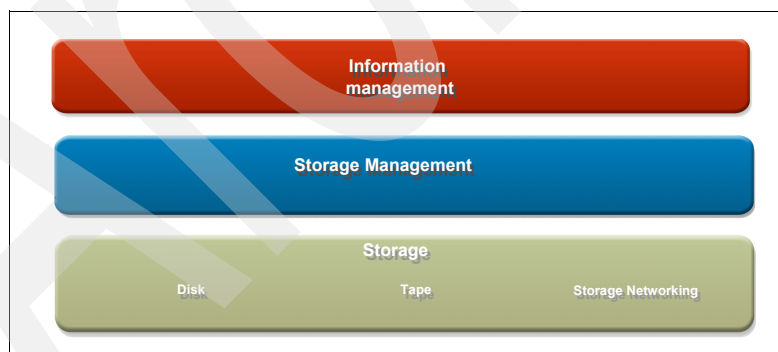 Information
management
Storage Management
Storage
Disk Tape Storage Networking